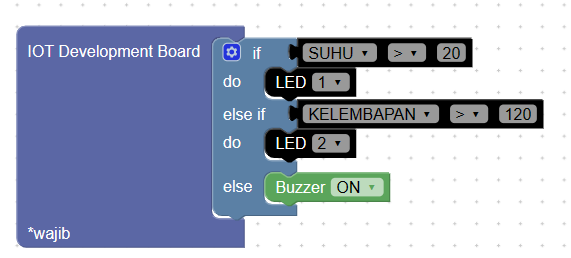 IOT Development Board if SUHU > 20
do LED 1
else if KELEMBAPAN > 120
do LED 2
else Buzzer ON
*wajib